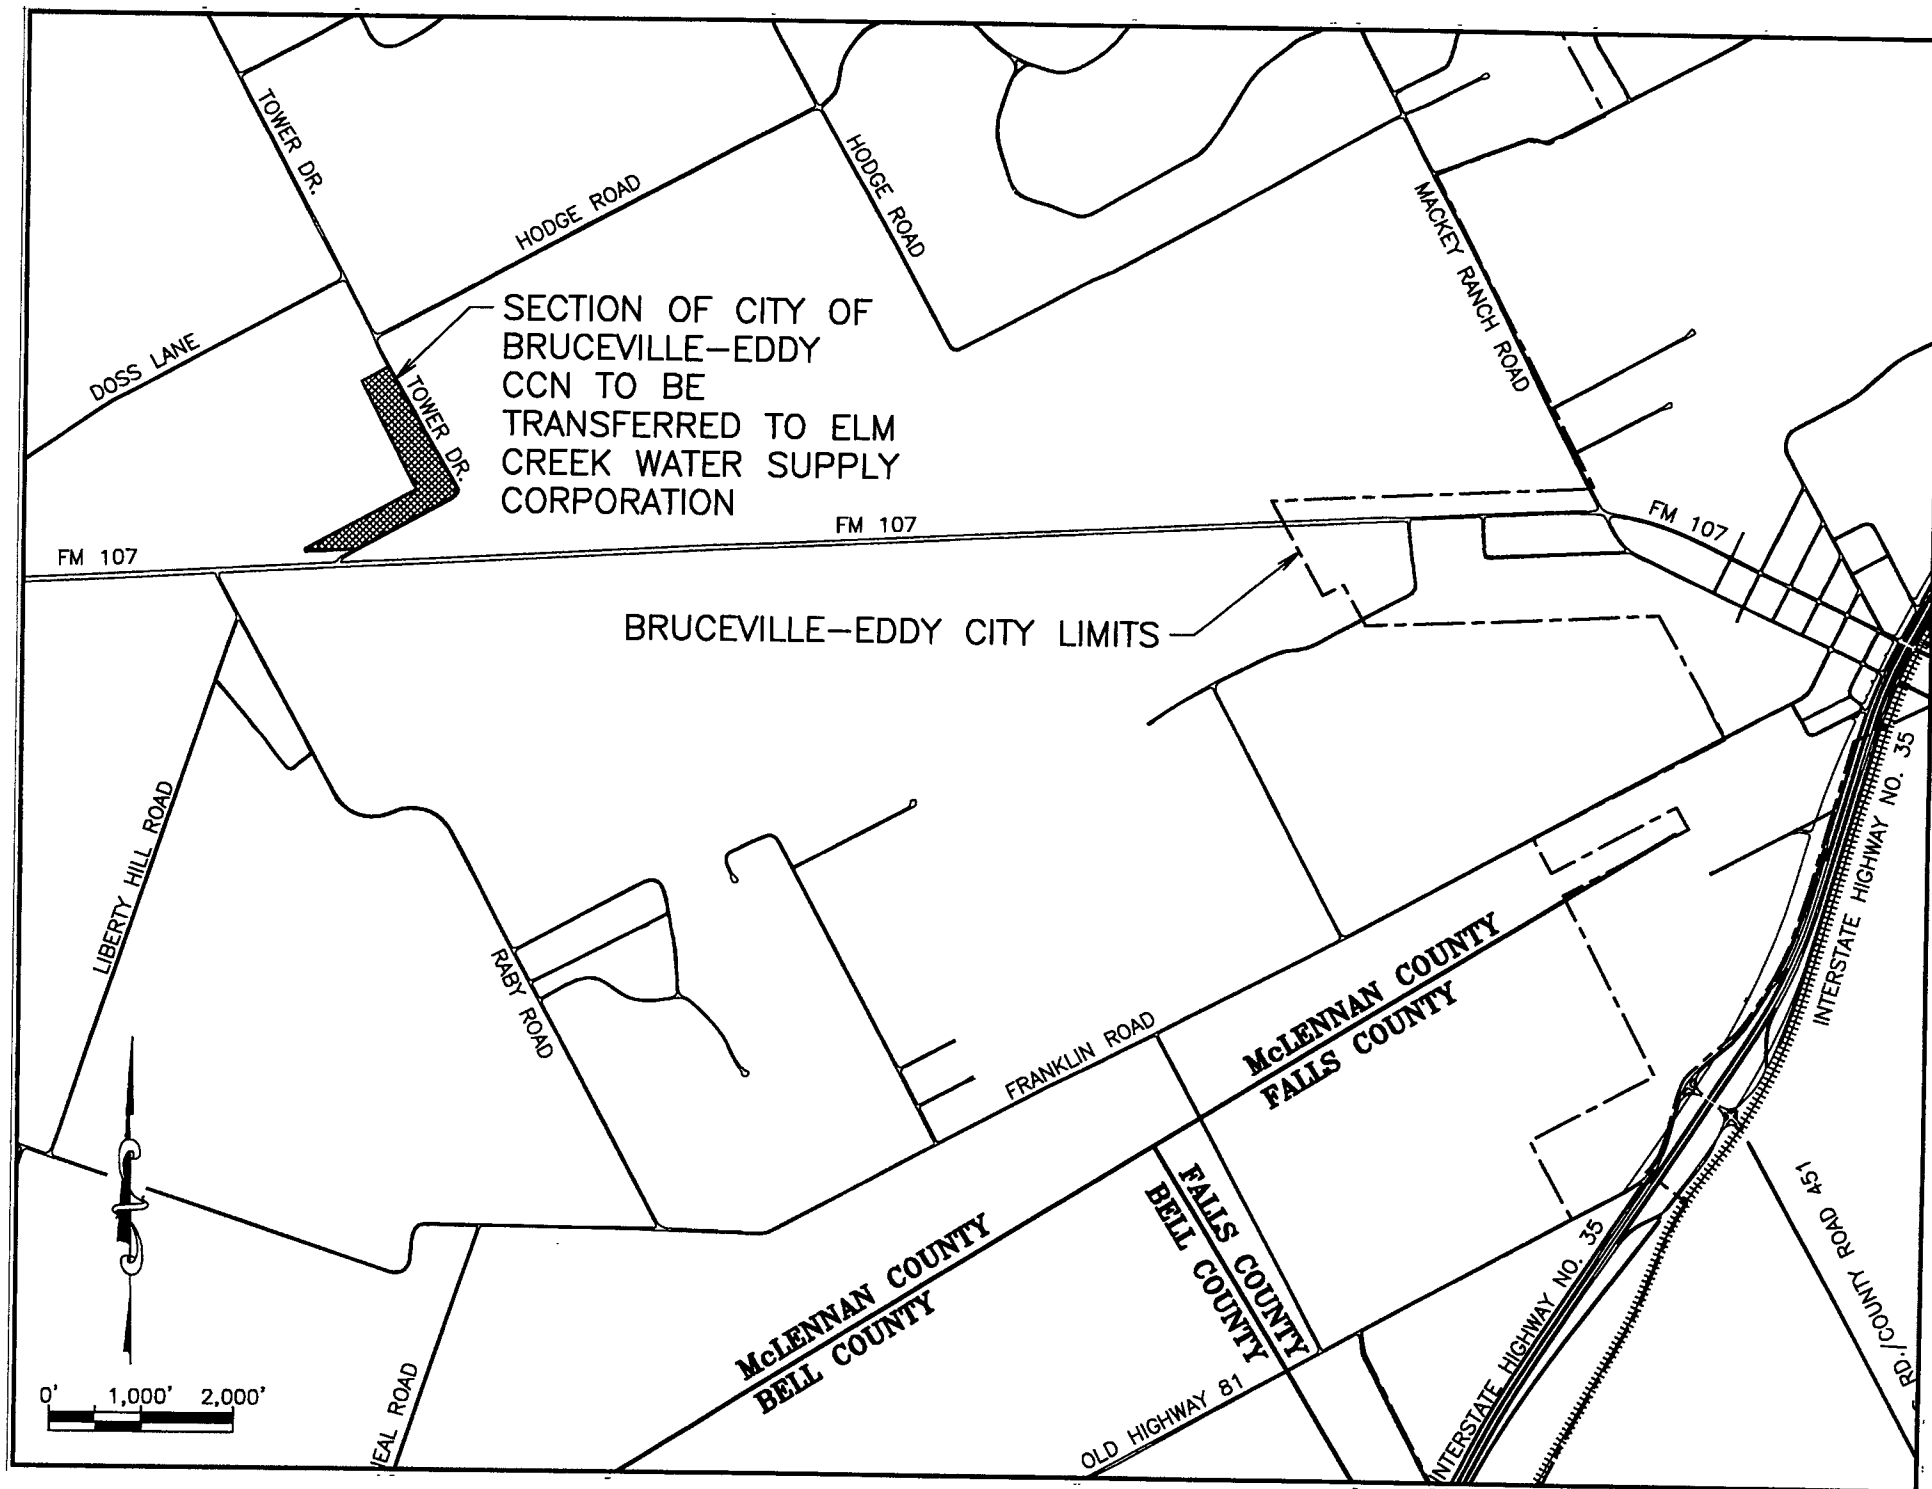 TOWER DR.
HODGE ROAD
HODGE ROAD
MACKEY RANCH ROAD
DOSS LANE
SECTION OF CITY OF
BRUCEVILLE-EDDY
CCN TO BE
TRANSFERRED TO ELM
CREEK WATER SUPPLY
CORPORATION
TOWER DR.
FM 107
FM 107
FM 107
BRUCEVILLE-EDDY CITY LIMITS
INTERSTATE HIGHWAY NO. 35
LIBERTY HILL ROAD
RABY ROAD
FRANKLIN ROAD
McLENNAN COUNTY
FALLS COUNTY
FALLS COUNTY
BELL COUNTY
McLENNAN COUNTY
BELL COUNTY
RD./COUNTY ROAD 451
INTERSTATE HIGHWAY NO. 35
OLD HIGHWAY 81
EAL ROAD
0' 1,000' 2,000'